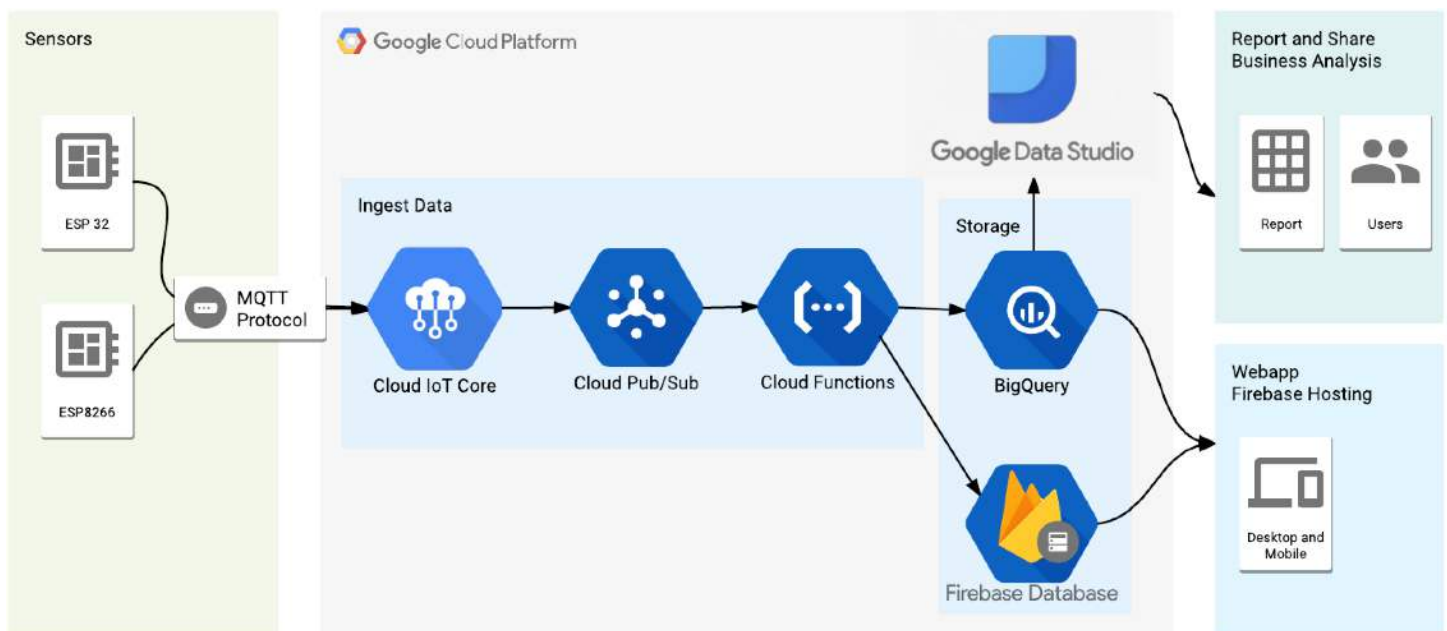 Sensors
ESP 32
ESP8266
MQTT
Protocol
Google Cloud Platform
Ingest Data
Cloud IoT Core
Cloud Pub/Sub
Cloud Functions
Google Data Studio
Storage
BigQuery
Firebase Database
Report and Share
Business Analysis
Report
Users
Webapp
Firebase Hosting
Desktop and
Mobile